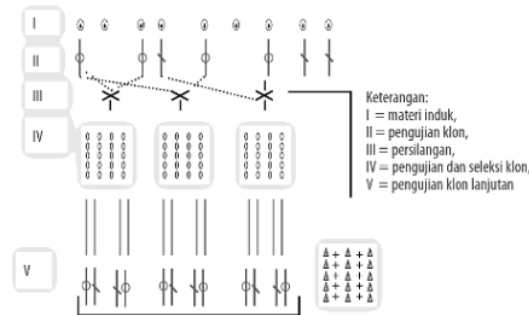 I
II
III
IV
V
Keterangan:
I = materi induk,
II = pengujian klon,
III = persilangan,
IV = pengujian dan seleksi klon,
V = pengujian klon lanjutan